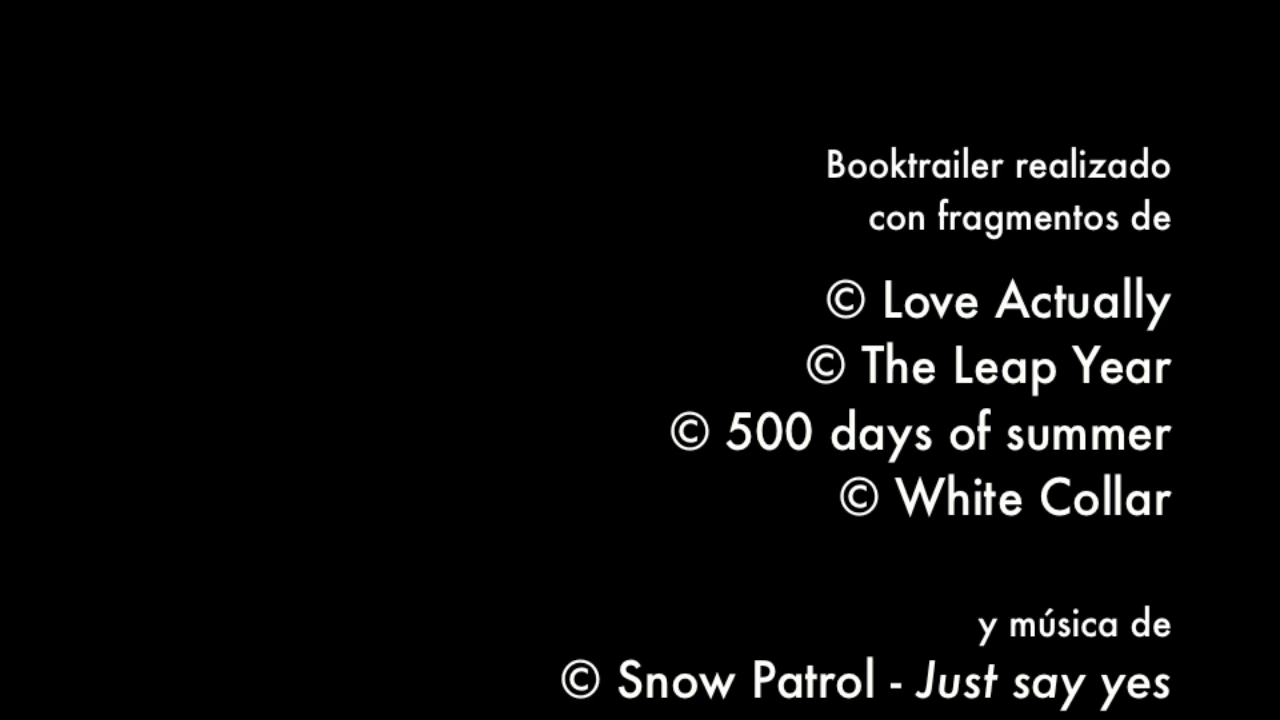 Booktrailer realizado
con fragmentos de
© Love Actually
© The Leap Year
© 500 days of summer
© White Collar
y música de
© Snow Patrol - Just say yes